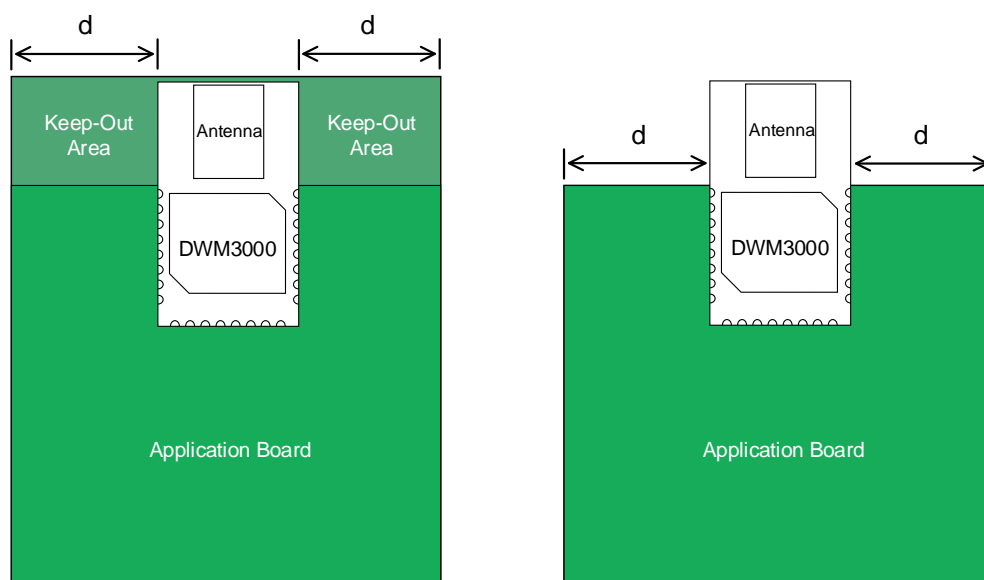 d
d
Keep-Out
Area
Antenna
Keep-Out
Area
DWM3000
Application Board
d
d
Antenna
DWM3000
Application Board